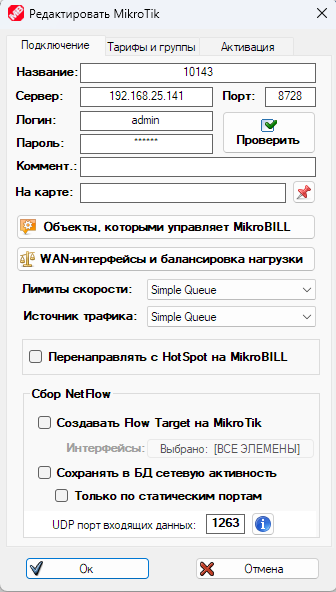 Редактировать MikroTik
Подключение Тарифы и группы Активация
Название: 10143
Сервер: 192.168.25.141 Порт: 8728
Логин: admin
Пароль: ******
Проверить
Коммент.:
На карте:
Объекты, которыми управляет MikroBILL
WAN-интерфейсы и балансировка нагрузки
Лимиты скорости: Simple Queue
Источник трафика: Simple Queue
Перенаправлять с HotSpot на MikroBILL
Сбор NetFlow
Создавать Flow Target на MikroTik
Интерфейсы: Выбрано: [ВСЕ ЭЛЕМЕНЫ]
Сохранять в БД сетевую активность
Только по статическим портам
UDP порт входящих данных: 1263
Ок Отмена